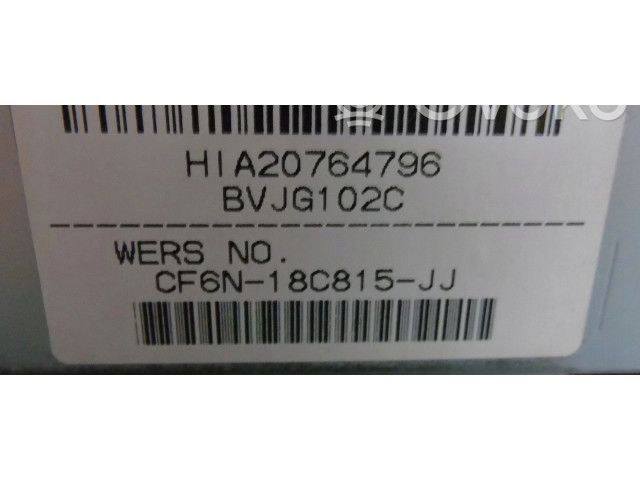 HIA20764796
BVJG102C
WERS NO.
CF6N-18C815-JJ